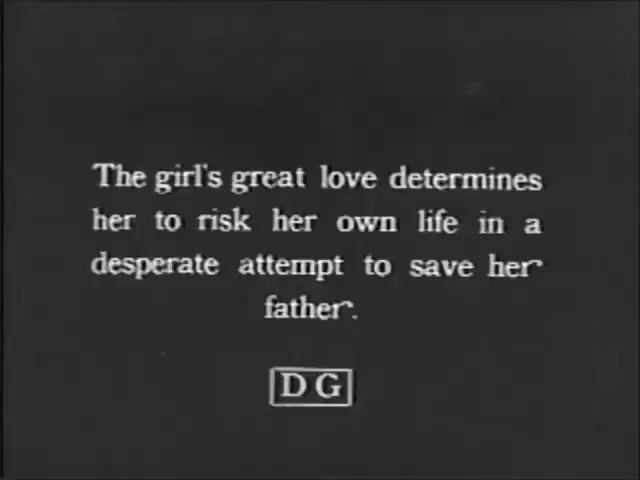 The girl's great love determines
her to risk her own life in a
desperate attempt to save her
father.
DG